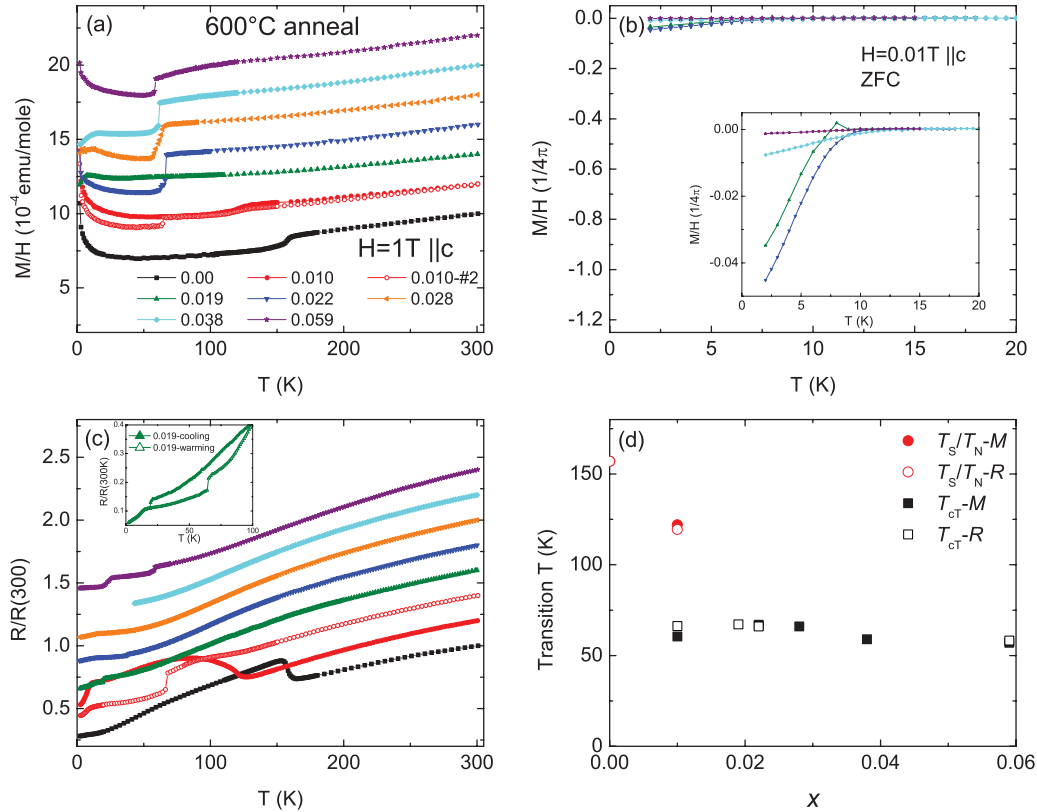 (a)
600°C anneal
20
15
10
5
M/H (10⁻⁴ emu/mole)
H=1T ||c
0.00
0.010
0.010-#2
0.019
0.022
0.028
0.038
0.059
0
100
200
300
T (K)
(b)
H=0.01T ||c
ZFC
0.0
-0.2
-0.4
-0.6
-0.8
-1.0
-1.2
M/H (1/4π)
0.00
-0.02
-0.04
M/H (1/4π)
0
5
10
15
20
T (K)
0
5
10
15
20
T (K)
(c)
0.4
0.3
0.2
0.1
R/R(300K)
0.019-cooling
0.019-warming
0
50
100
T (K)
2.5
2.0
1.5
1.0
0.5
R/R(300)
0
100
200
300
T (K)
(d)
T_S/T_N-M
T_S/T_N-R
T_cT-M
T_cT-R
150
100
50
0
Transition T (K)
0.00
0.02
0.04
0.06
x